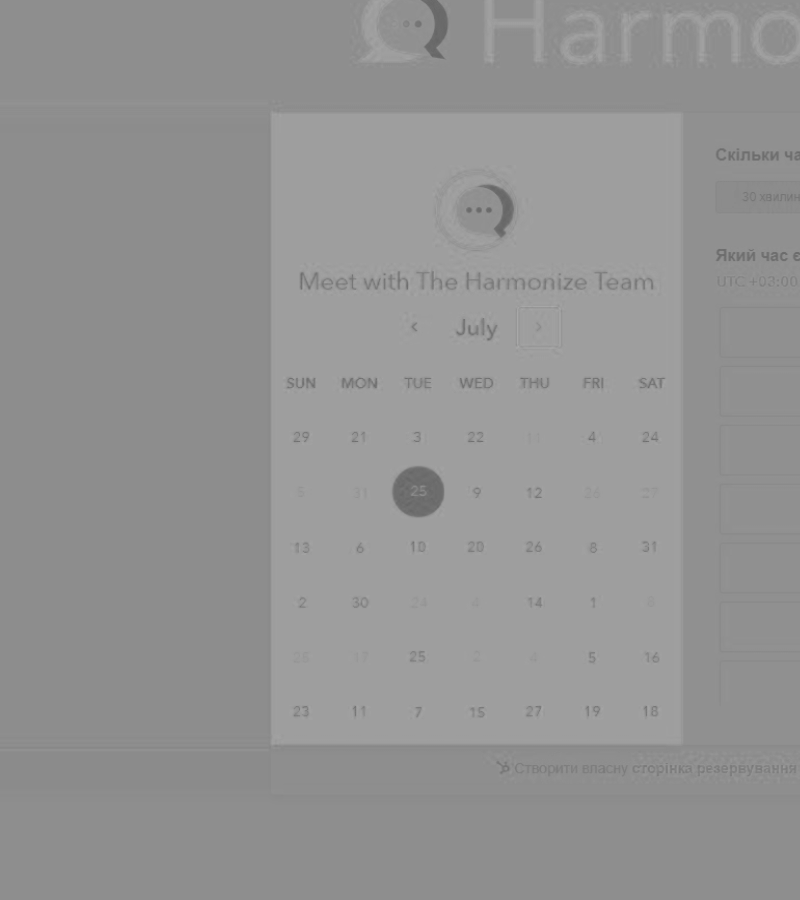 Harmo
Meet with The Harmonize Team
July
SUN MON TUE WED THU FRI SAT
29 21 3 22 11 4 24
5 31 25 9 12 26 27
13 6 10 20 26 8 31
2 30 24 4 14 1 8
17 25 2 4 5 16
23 11 7 15 27 19 18
Скільки ча
30 хвилин
Який час є
UTC +03:00
Створити власну сторінка резервування